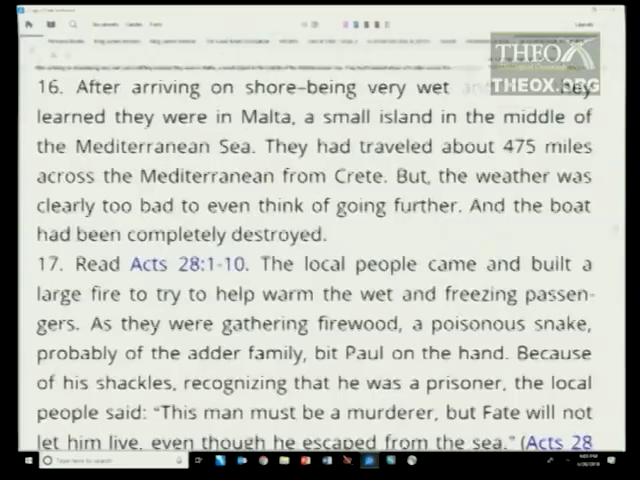 THEOX
THEOX.ORG
16. After arriving on shore–being very wet
learned they were in Malta, a small island in the middle of
the Mediterranean Sea. They had traveled about 475 miles
across the Mediterranean from Crete. But, the weather was
clearly too bad to even think of going further. And the boat
had been completely destroyed.
17. Read Acts 28:1-10. The local people came and built a
large fire to try to help warm the wet and freezing passen-
gers. As they were gathering firewood, a poisonous snake,
probably of the adder family, bit Paul on the hand. Because
of his shackles, recognizing that he was a prisoner, the local
people said: “This man must be a murderer, but Fate will not
let him live, even though he escaped from the sea.” (Acts 28
Type here to search